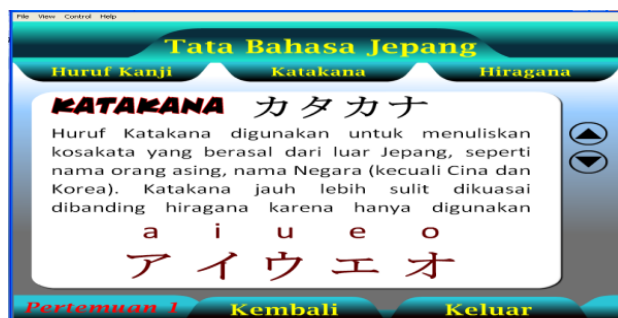 File View Control Help
Tata Bahasa Jepang
Huruf Kanji Katakana Hiragana
KATAKANA カタカナ
Huruf Katakana digunakan untuk menuliskan
kosakata yang berasal dari luar Jepang, seperti
nama orang asing, nama Negara (kecuali Cina dan
Korea). Katakana jauh lebih sulit dikuasai
dibanding hiragana karena hanya digunakan
a i u e o
ア イ ウ エ オ
Pertemuan 1 Kembali Keluar